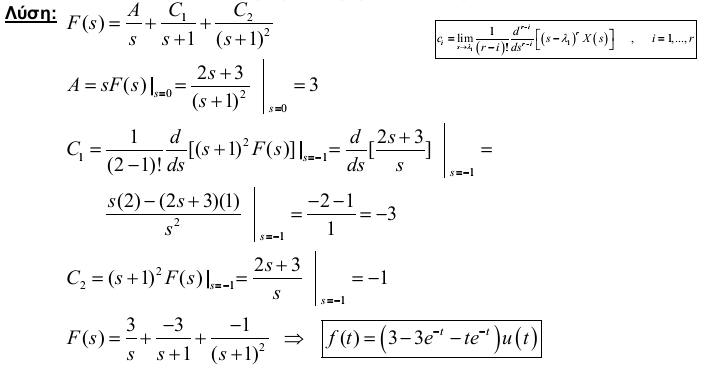 Λύση: F(s) = A/s + C₁/(s+1) + C₂/(s+1)²
cᵢ = lim_{s→λ₁} 1/(r−i)! d^{r−i}/ds^{r−i} [(s−λ₁)^r X(s)] , i = 1,...,r
A = sF(s)|_{s=0} = (2s+3)/(s+1)² |_{s=0} = 3
C₁ = 1/(2−1)! d/ds [(s+1)² F(s)]|_{s=−1} = d/ds [(2s+3)/s] |_{s=−1} =
(s(2)−(2s+3)(1))/s² |_{s=−1} = (−2−1)/1 = −3
C₂ = (s+1)² F(s)|_{s=−1} = (2s+3)/s |_{s=−1} = −1
F(s) = 3/s + −3/(s+1) + −1/(s+1)² ⇒ f(t) = (3−3e^{−t} − te^{−t})u(t)